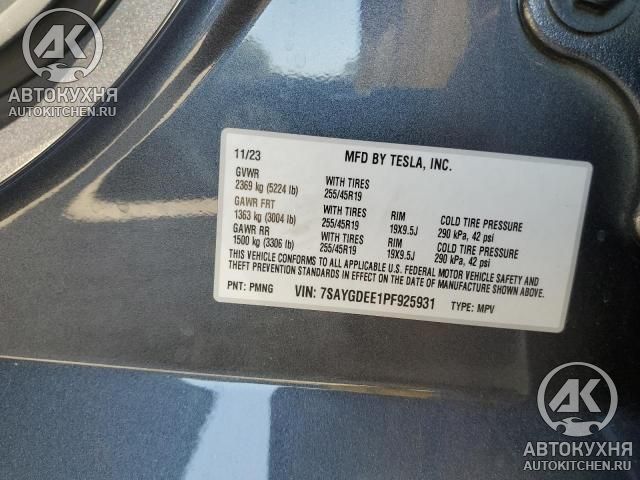 AK
АВТОКУХНЯ
AUTOKITCHEN.RU
11/23 MFD BY TESLA, INC.
GVWR
2369 kg (5224 lb) WITH TIRES 255/45R19
GAWR FRT
1363 kg (3004 lb) WITH TIRES 255/45R19 RIM 19X9.5J COLD TIRE PRESSURE 290 kPa, 42 psi
GAWR RR
1500 kg (3306 lb) WITH TIRES 255/45R19 RIM 19X9.5J COLD TIRE PRESSURE 290 kPa, 42 psi
THIS VEHICLE CONFORMS TO ALL APPLICABLE U.S. FEDERAL MOTOR VEHICLE SAFETY AND
THEFT PREVENTION STANDARDS IN EFFECT ON THE DATE OF MANUFACTURE SHOWN ABOVE.
PNT: PMNG VIN: 7SAYGDEE1PF925931 TYPE: MPV
AK
АВТОКУХНЯ
AUTOKITCHEN.RU